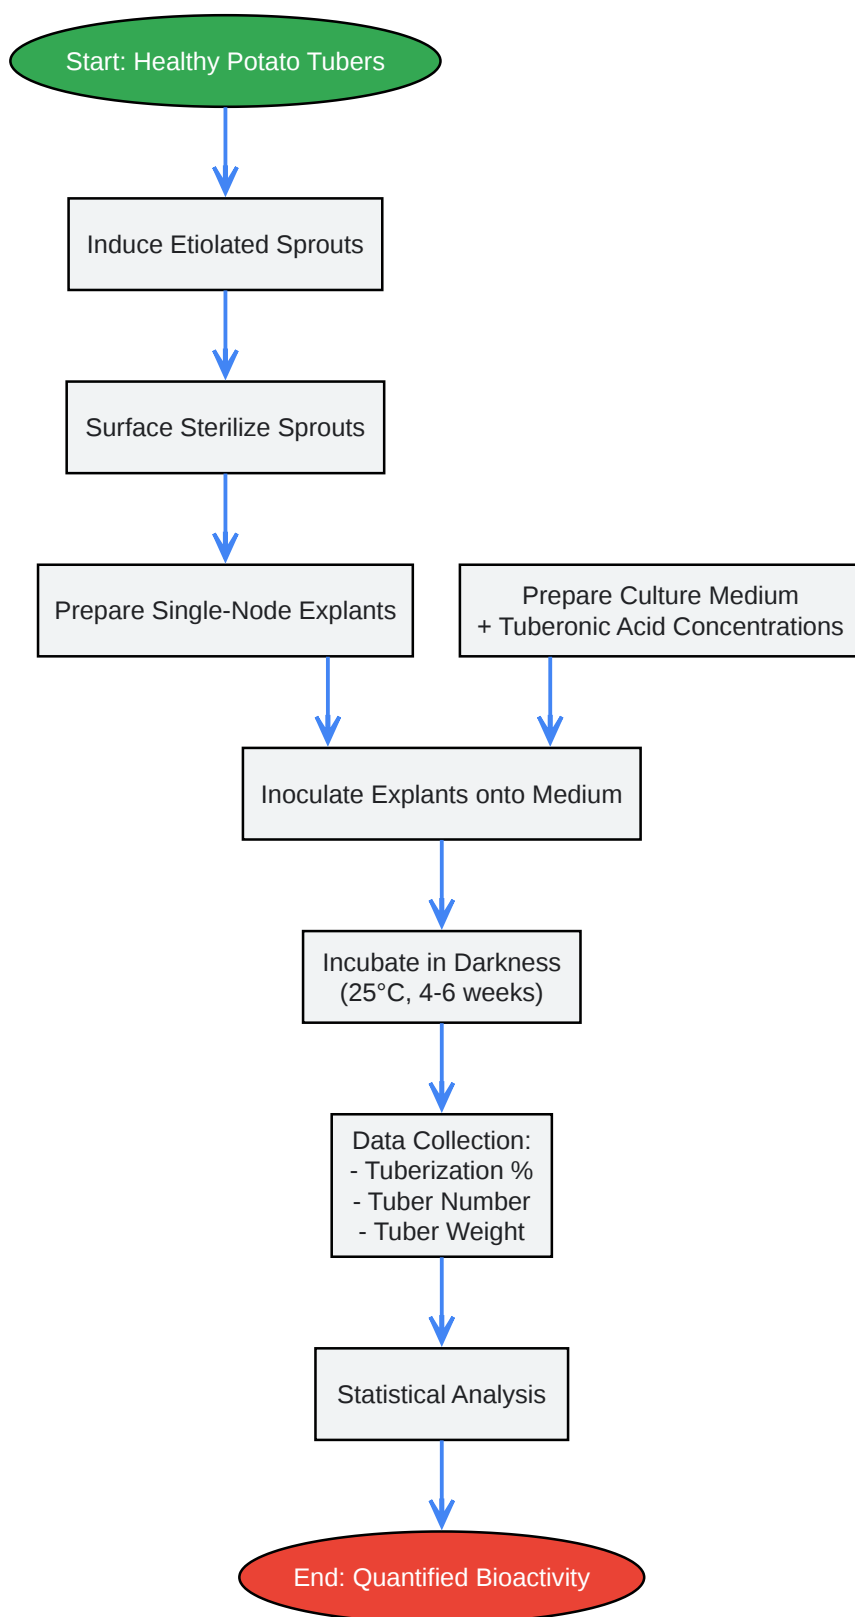 Start: Healthy Potato Tubers
Induce Etiolated Sprouts
Surface Sterilize Sprouts
Prepare Single-Node Explants
Prepare Culture Medium
+ Tuberonic Acid Concentrations
Inoculate Explants onto Medium
Incubate in Darkness
(25°C, 4-6 weeks)
Data Collection:
- Tuberization %
- Tuber Number
- Tuber Weight
Statistical Analysis
End: Quantified Bioactivity